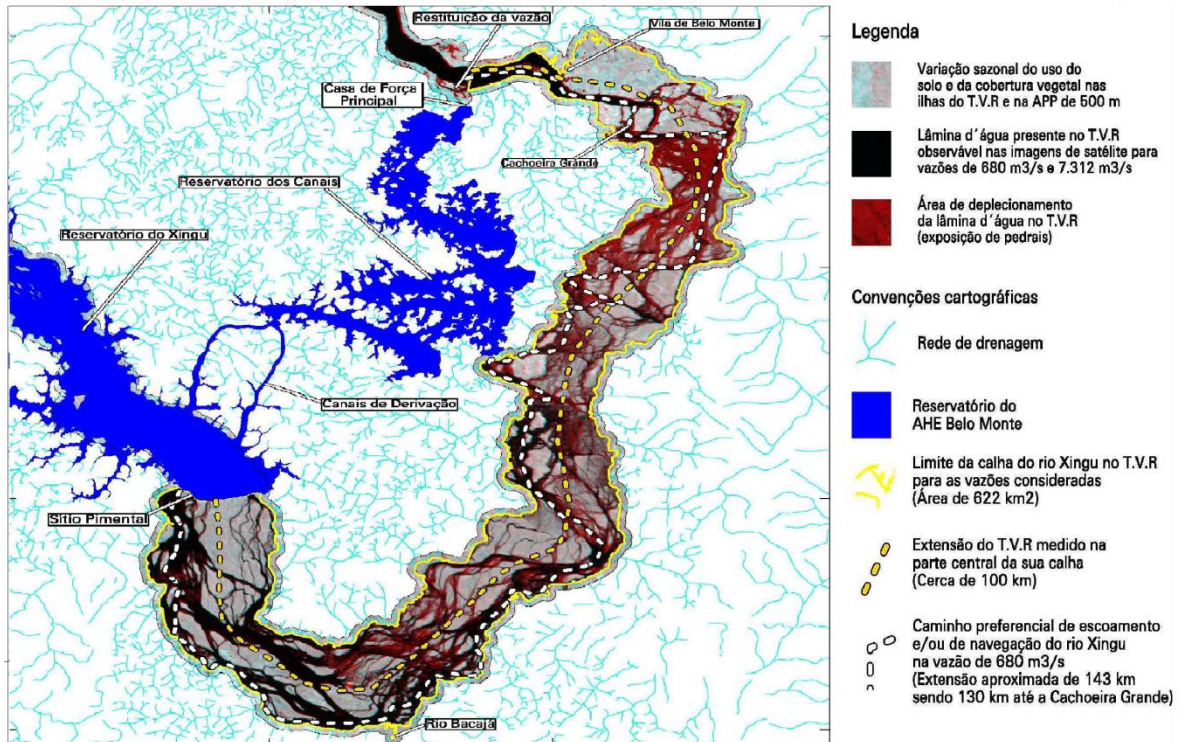 Restituição da vazão
Vila de Belo Monte
Casa de Força
Principal
Cachoeira Grande
Reservatório dos Canais
Reservatório do Xingu
Canais de Derivação
Sítio Pimental
Rio Bacajá
Legenda
Variação sazonal do uso do
solo e da cobertura vegetal nas
ilhas do T.V.R e na APP de 500 m
Lâmina d´água presente no T.V.R
observável nas imagens de satélite para
vazões de 680 m3/s e 7.312 m3/s
Área de deplecionamento
da lâmina d´água no T.V.R
(exposição de pedrais)
Convenções cartográficas
Rede de drenagem
Reservatório do
AHE Belo Monte
Limite da calha do rio Xingu no T.V.R
para as vazões consideradas
(Área de 622 km2)
Extensão do T.V.R medido na
parte central da sua calha
(Cerca de 100 km)
Caminho preferencial de escoamento
e/ou de navegação do rio Xingu
na vazão de 680 m3/s
(Extensão aproximada de 143 km
sendo 130 km até a Cachoeira Grande)